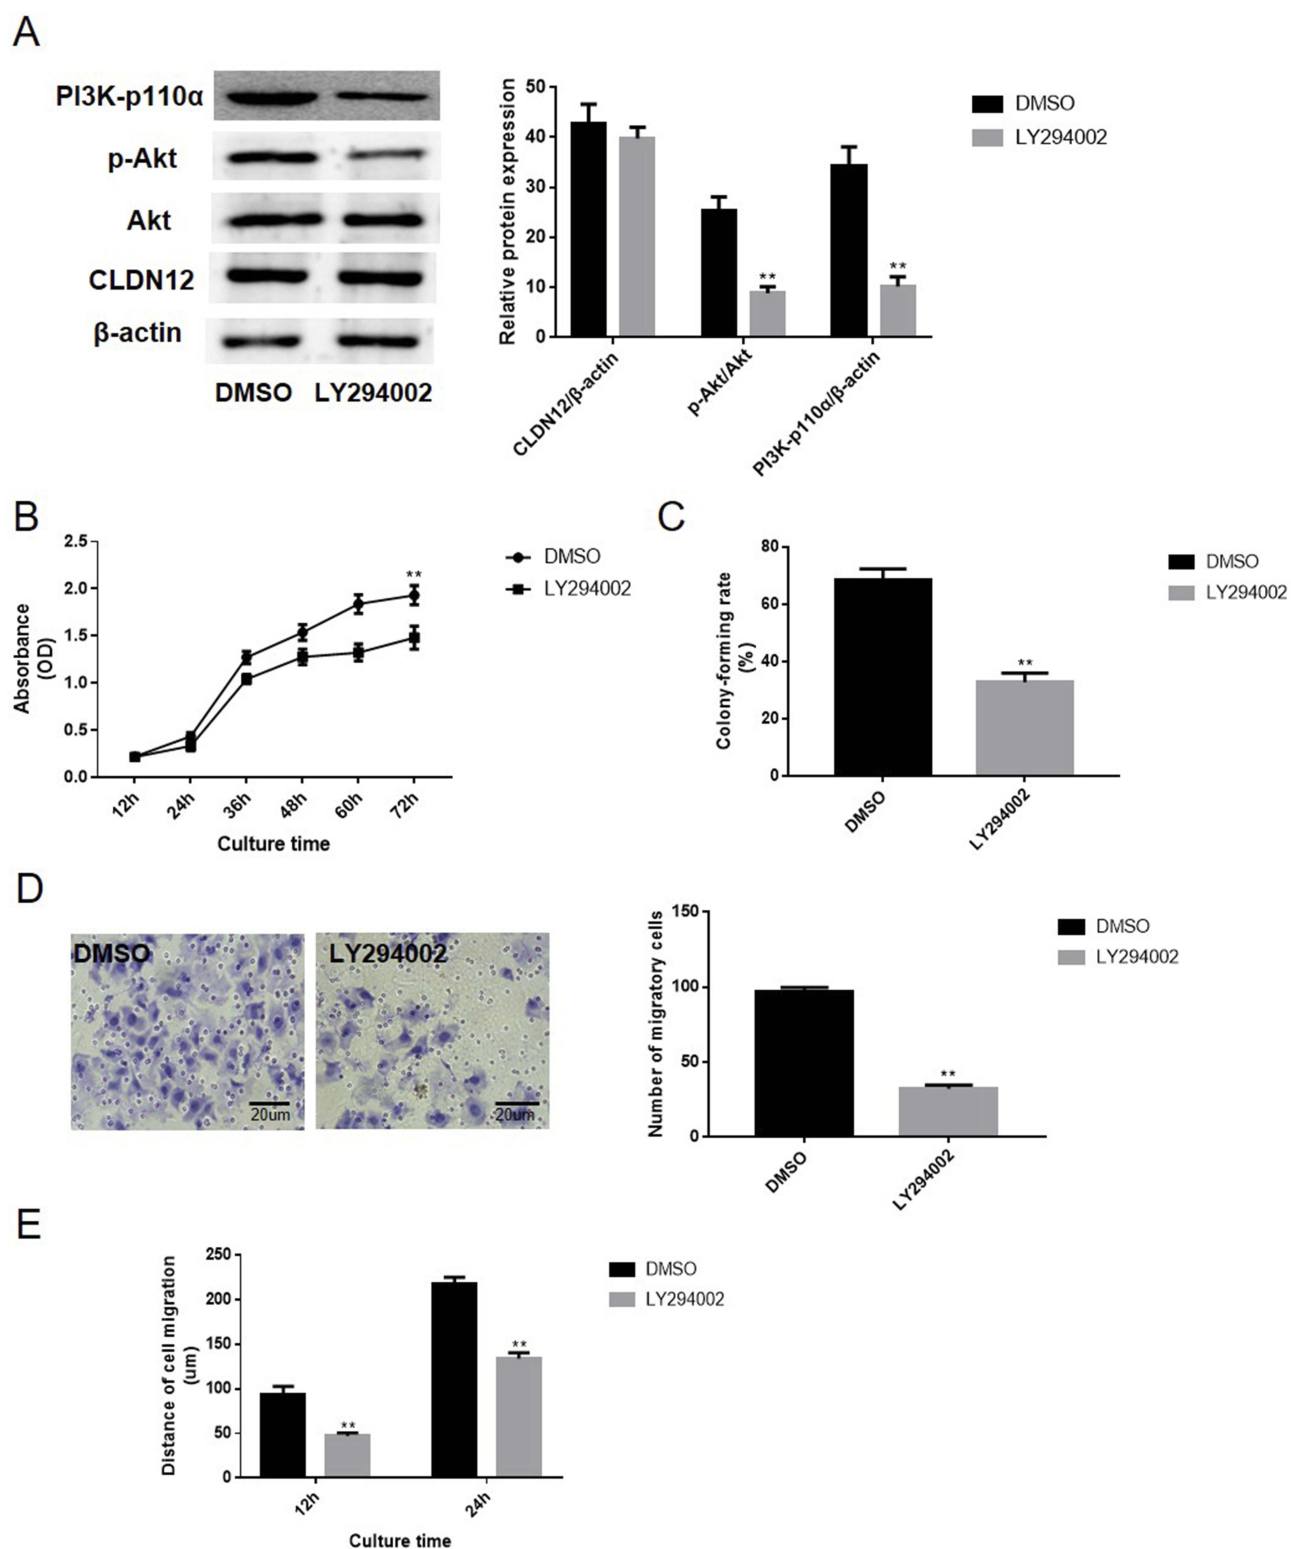 A
PI3K-p110α
p-Akt
Akt
CLDN12
β-actin
DMSO LY294002
Relative protein expression
50
40
30
20
10
0
**
**
CLDN12/β-actin
p-Akt/Akt
PI3K-p110α/β-actin
DMSO
LY294002
B
Absorbance
(OD)
2.5
2.0
1.5
1.0
0.5
0.0
**
12h
24h
36h
48h
60h
72h
Culture time
DMSO
LY294002
C
Colony-forming rate
(%)
80
60
40
20
0
**
DMSO
LY294002
DMSO
LY294002
D
DMSO
20um
LY294002
20um
Number of migratory cells
150
100
50
0
**
DMSO
LY294002
DMSO
LY294002
E
Distance of cell migration
(um)
250
200
150
100
50
0
**
**
12h
24h
Culture time
DMSO
LY294002